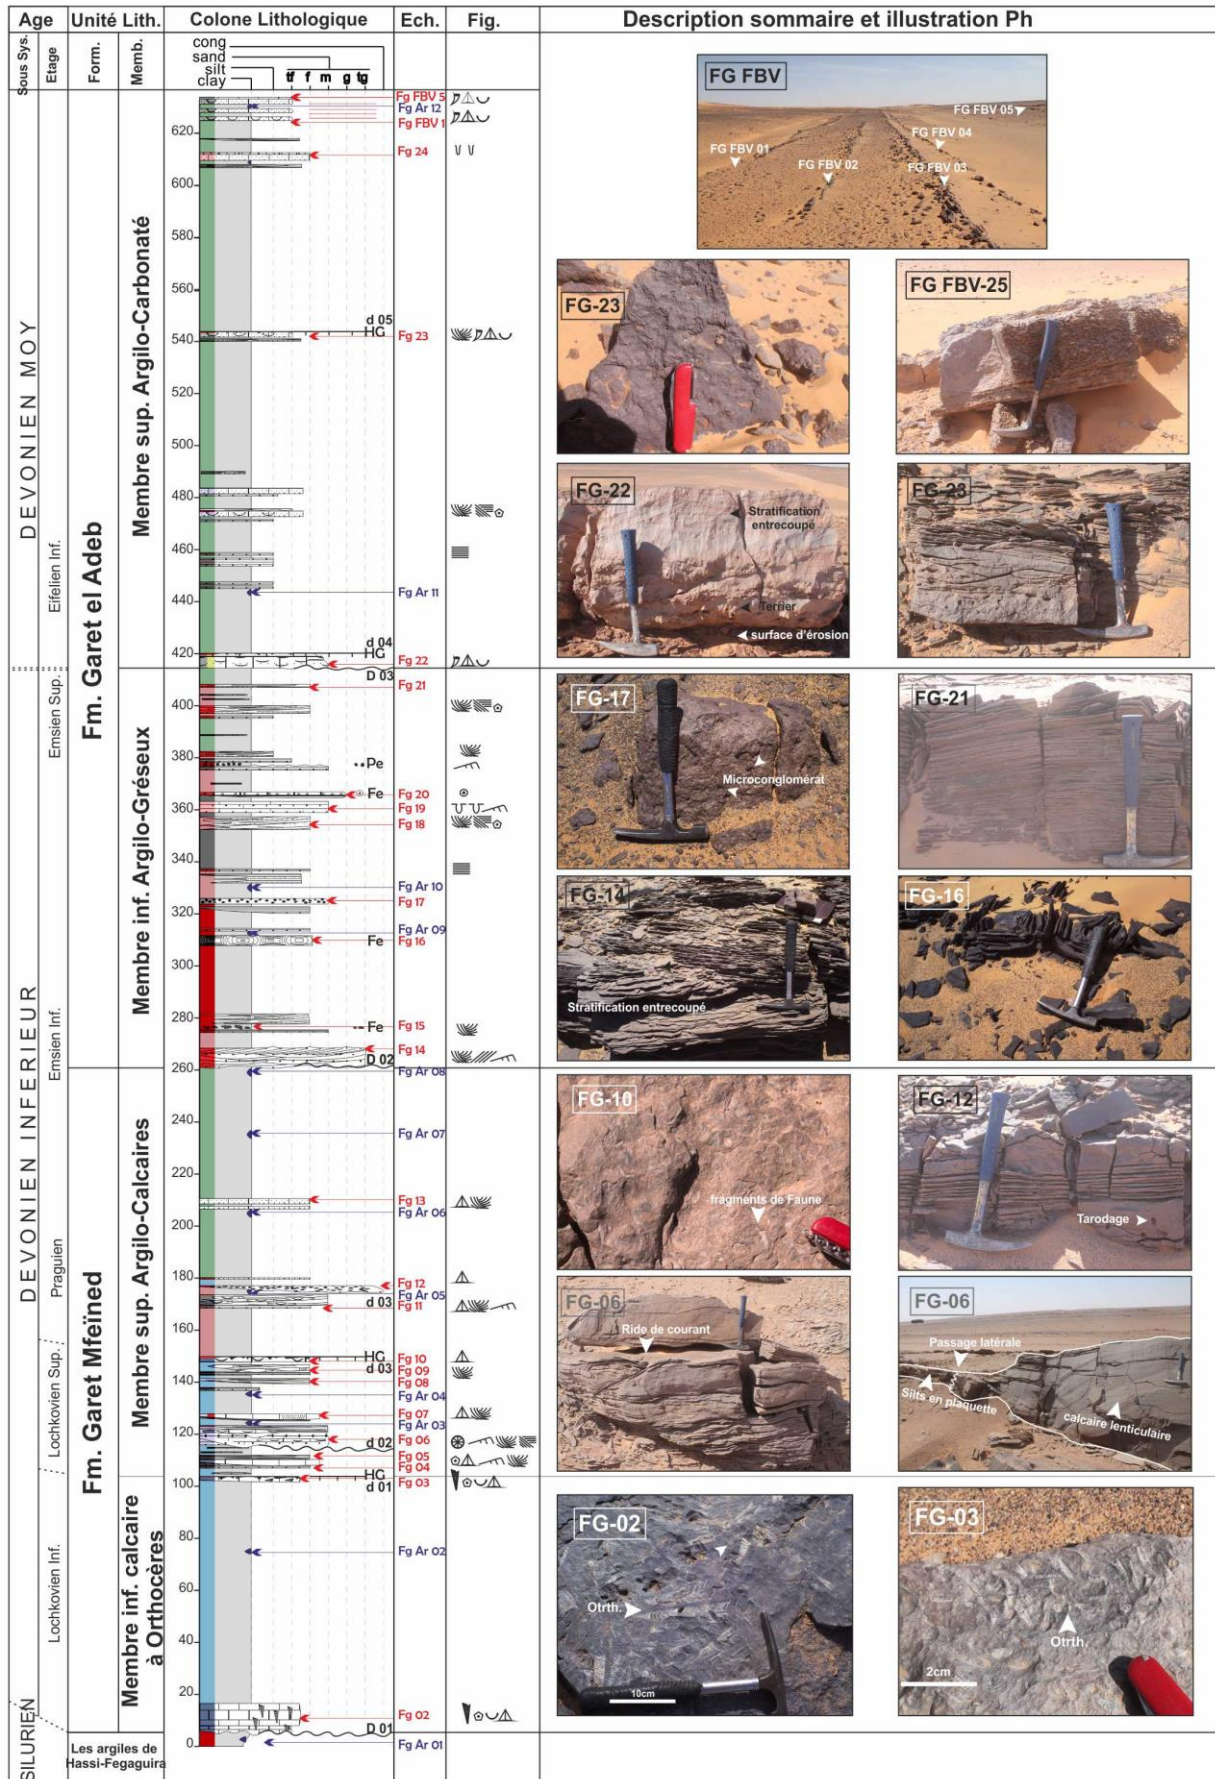 Age Unité Lith. Colone Lithologique Ech. Fig. Description sommaire et illustration Ph
Sous Sys.
Etage
Form.
Memb.
cong
sand
silt
clay
tf f m g tg
DEVONIEN MOY
DEVONIEN INFERIEUR
SILURIEN
Eifelien Inf.
Emsien Sup.
Emsien Inf.
Praguien
Lochkovien Sup.
Lochkovien Inf.
Fm. Garet el Adeb
Fm. Garet Mfeïned
Membre sup. Argilo-Carbonaté
Membre inf. Argilo-Gréseux
Membre sup. Argilo-Calcaires
Membre inf. calcaire
à Orthocères
Les argiles de
Hassi-Fegaguira
620
600
580
560
540
520
500
480
460
440
420
400
380
360
340
320
300
280
260
240
220
200
180
160
140
120
100
80
60
40
20
0
d 05
HG
d 04
HG
D 03
Pe
Fe
Fe
Fe
D 02
d 03
HG
d 03
d 02
HG
d 01
D 01
Fg FBV 5
Fg Ar 12
Fg FBV 1
Fg 24
Fg 23
Fg Ar 11
Fg 22
Fg 21
Fg 20
Fg 19
Fg 18
Fg Ar 10
Fg 17
Fg Ar 09
Fg 16
Fg 15
Fg 14
Fg Ar 08
Fg Ar 07
Fg 13
Fg Ar 06
Fg 12
Fg Ar 05
Fg 11
Fg 10
Fg 09
Fg 08
Fg Ar 04
Fg 07
Fg Ar 03
Fg 06
Fg 05
Fg 04
Fg 03
Fg Ar 02
Fg 02
Fg Ar 01
FG FBV
FG FBV 05
FG FBV 04
FG FBV 01
FG FBV 02
FG FBV 03
FG-23
FG FBV-25
FG-22
Stratification
entrecoupé
Terrier
surface d'érosion
FG-23
FG-17
Microconglomérat
FG-21
FG-14
Stratification entrecoupé
FG-16
FG-10
fragments de Faune
FG-12
Tarodage
FG-06
Ride de courant
FG-06
Passage latérale
Silts en plaquette
calcaire lenticulaire
FG-02
Otrth.
10cm
FG-03
Otrth.
2cm